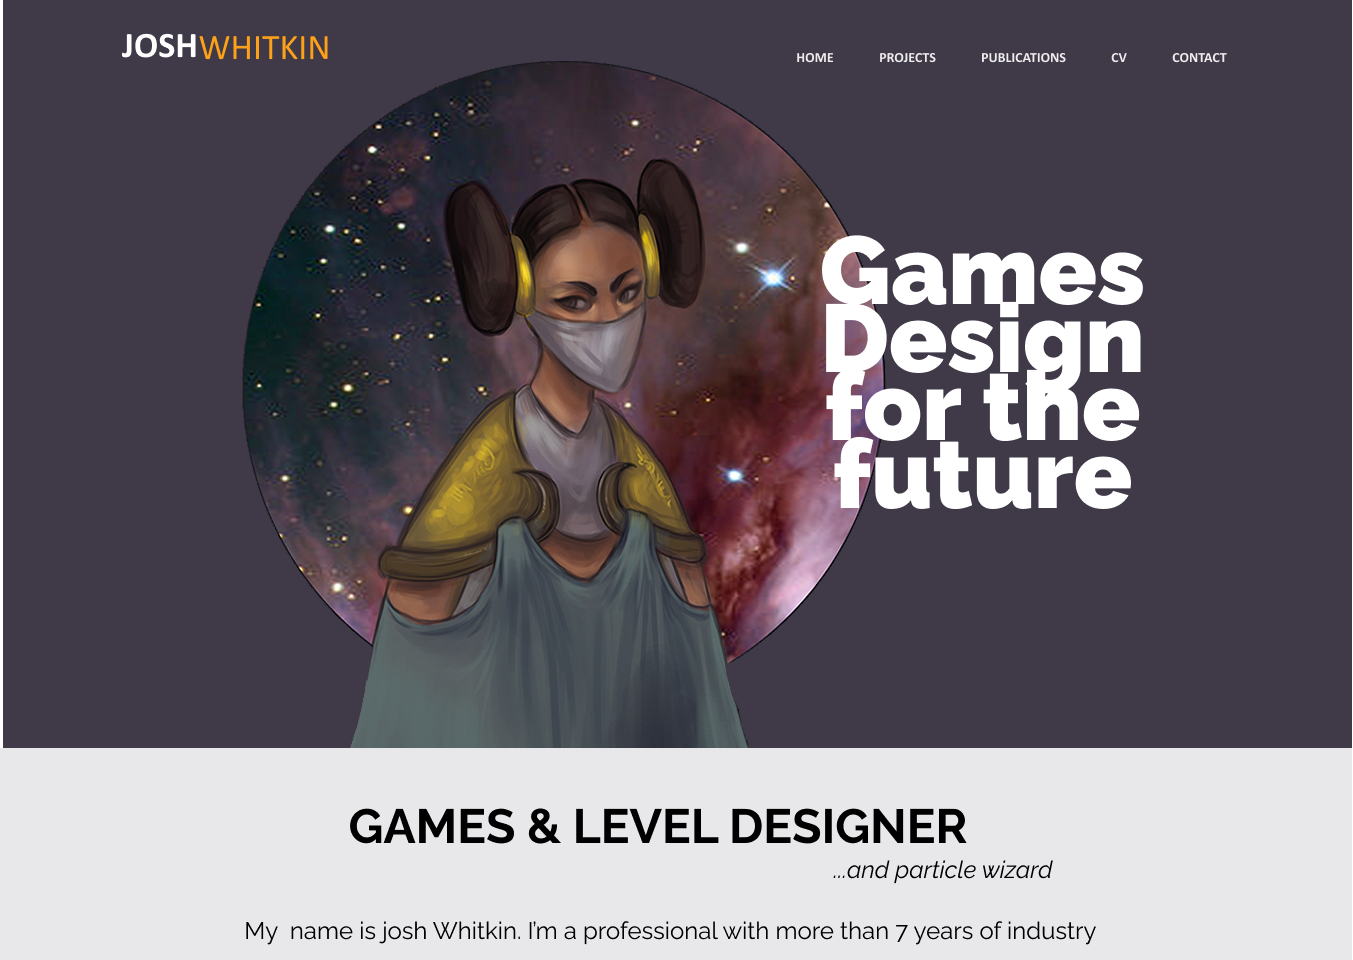 JOSHWHITKIN
HOME PROJECTS PUBLICATIONS CV CONTACT
Games
Design
for the
future
GAMES & LEVEL DESIGNER
...and particle wizard
My name is josh Whitkin. I'm a professional with more than 7 years of industry